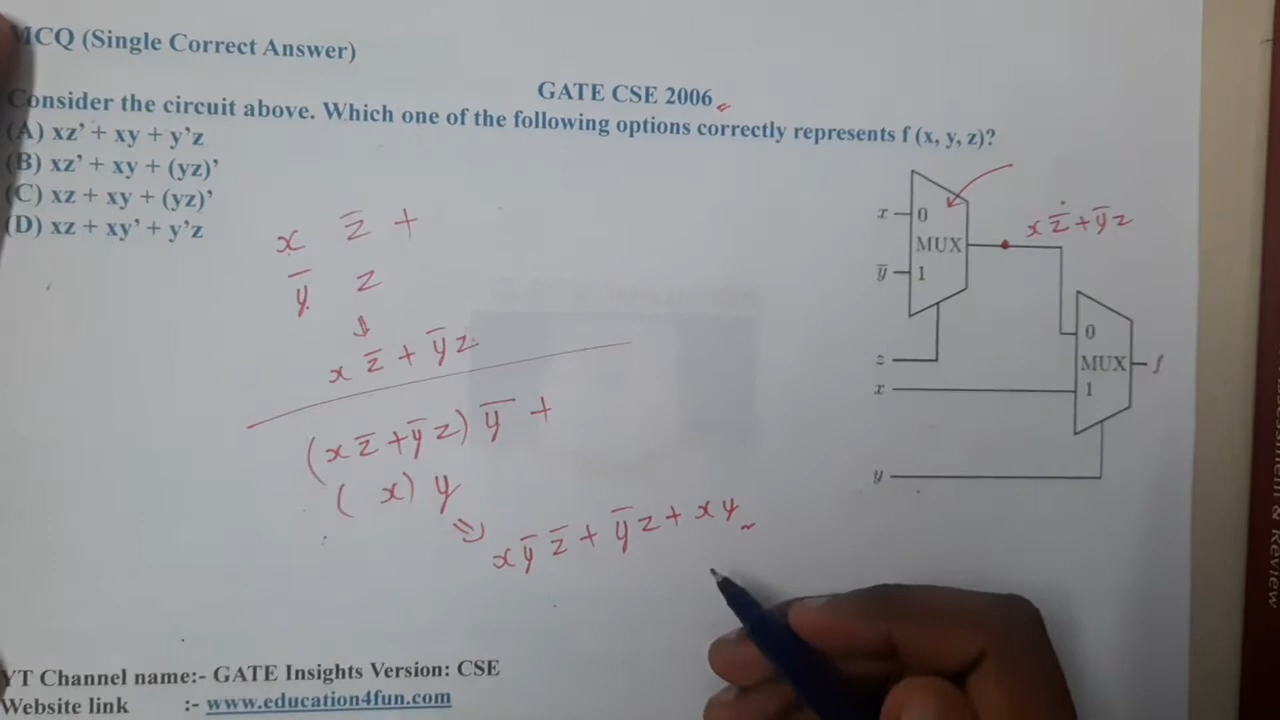 MCQ (Single Correct Answer)
GATE CSE 2006
Consider the circuit above. Which one of the following options correctly represents f (x, y, z)?
(A) xz' + xy + y'z
(B) xz' + xy + (yz)'
(C) xz + xy + (yz)'
(D) xz + xy' + y'z
x z̅ +
y̅ z
↓
x z̅ + y̅ z
(x z̅ + y̅ z) y̅ +
( x) y
⇒ x y̅ z̅ + y̅ z + x y
x 0
MUX
y̅ 1
z
x z̅ + y̅ z
0
MUX f
x 1
y
YT Channel name:- GATE Insights Version: CSE
Website link :- www.education4fun.com
& Review